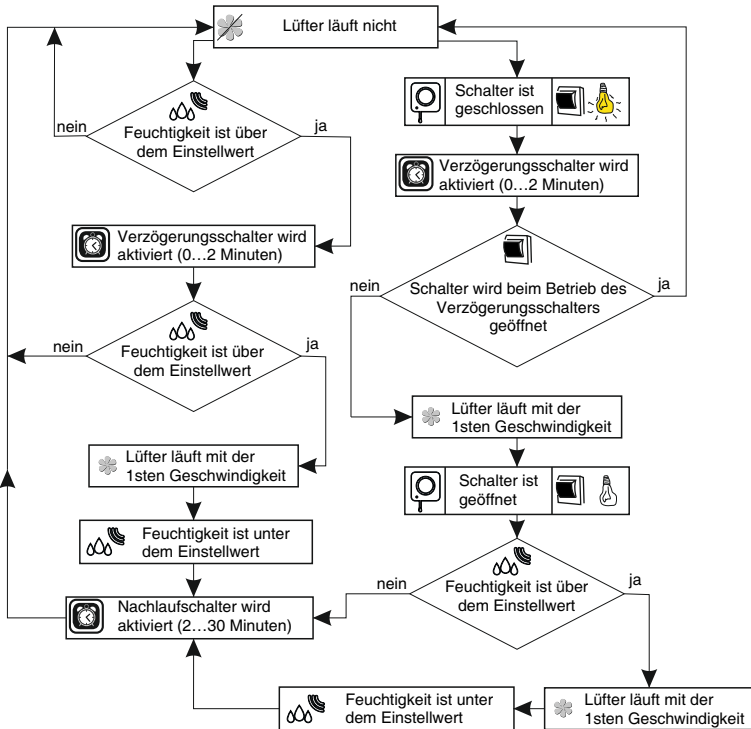 Lüfter läuft nicht
Feuchtigkeit ist über
dem Einstellwert
nein
ja
Verzögerungsschalter wird
aktiviert (0...2 Minuten)
Feuchtigkeit ist über
dem Einstellwert
nein
ja
Lüfter läuft mit der
1sten Geschwindigkeit
Feuchtigkeit ist unter
dem Einstellwert
Nachlaufschalter wird
aktiviert (2...30 Minuten)
Schalter ist
geschlossen
Verzögerungsschalter wird
aktiviert (0...2 Minuten)
nein
ja
Schalter wird beim Betrieb des
Verzögerungsschalters
geöffnet
Lüfter läuft mit der
1sten Geschwindigkeit
Schalter ist
geöffnet
nein
ja
Feuchtigkeit ist über
dem Einstellwert
Lüfter läuft mit der
1sten Geschwindigkeit
Feuchtigkeit ist unter
dem Einstellwert